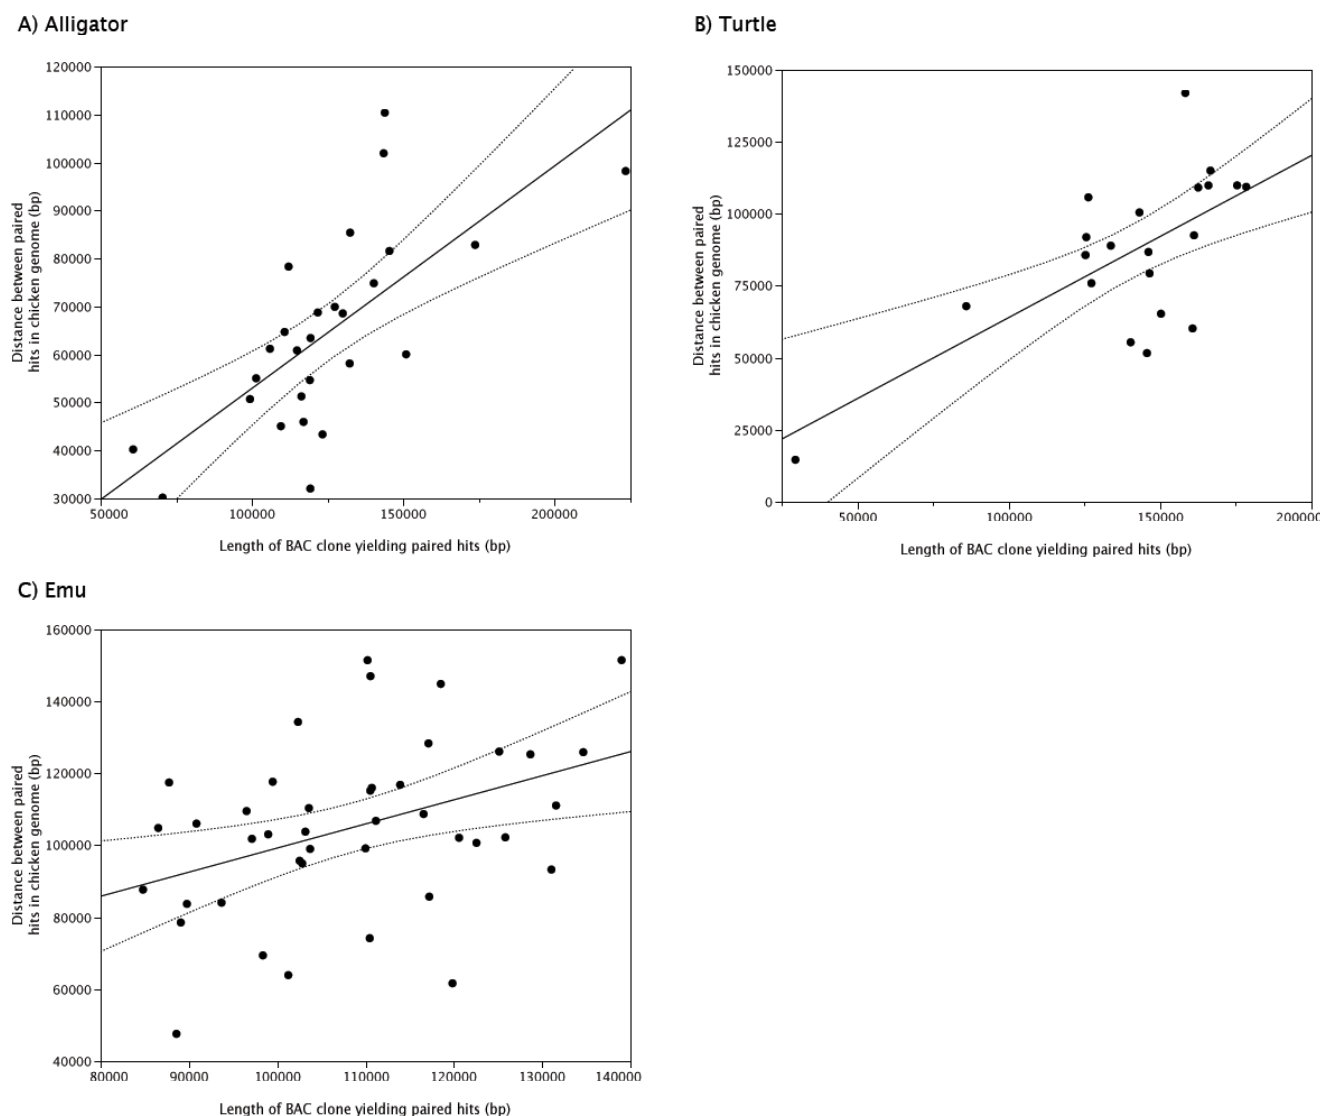 A) Alligator
120000
110000
100000
90000
80000
70000
60000
50000
40000
30000
Distance between paired
hits in chicken genome (bp)
50000 100000 150000 200000
Length of BAC clone yielding paired hits (bp)
B) Turtle
150000
125000
100000
75000
50000
25000
0
Distance between paired
hits in chicken genome (bp)
50000 100000 150000 200000
Length of BAC clone yielding paired hits (bp)
C) Emu
160000
140000
120000
100000
80000
60000
40000
Distance between paired
hits in chicken genome (bp)
80000 90000 100000 110000 120000 130000 140000
Length of BAC clone yielding paired hits (bp)